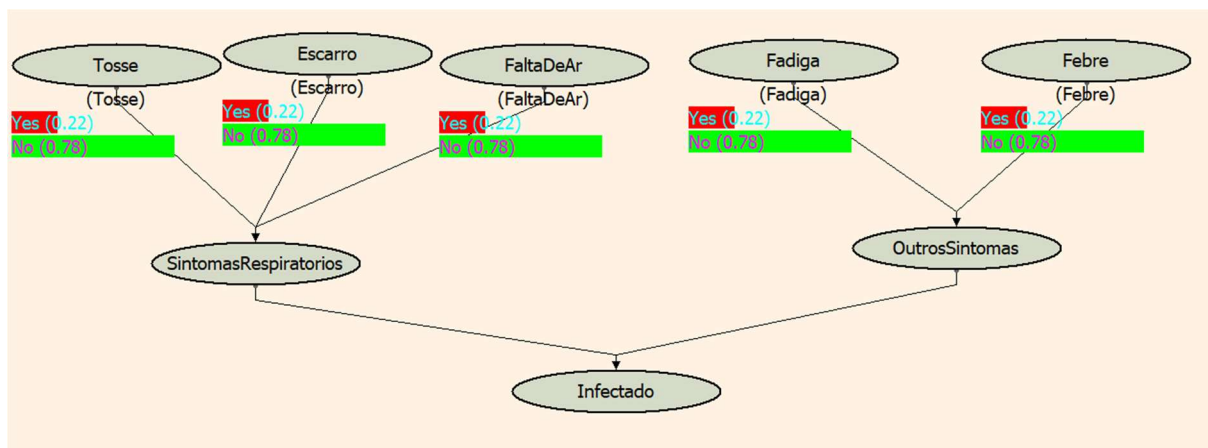 Tosse
(Tosse)
Yes (0.22)
No (0.78)
Escarro
(Escarro)
Yes (0.22)
No (0.78)
FaltaDeAr
(FaltaDeAr)
Yes (0.22)
No (0.78)
Fadiga
(Fadiga)
Yes (0.22)
No (0.78)
Febre
(Febre)
Yes (0.22)
No (0.78)
SintomasRespiratorios
OutrosSintomas
Infectado